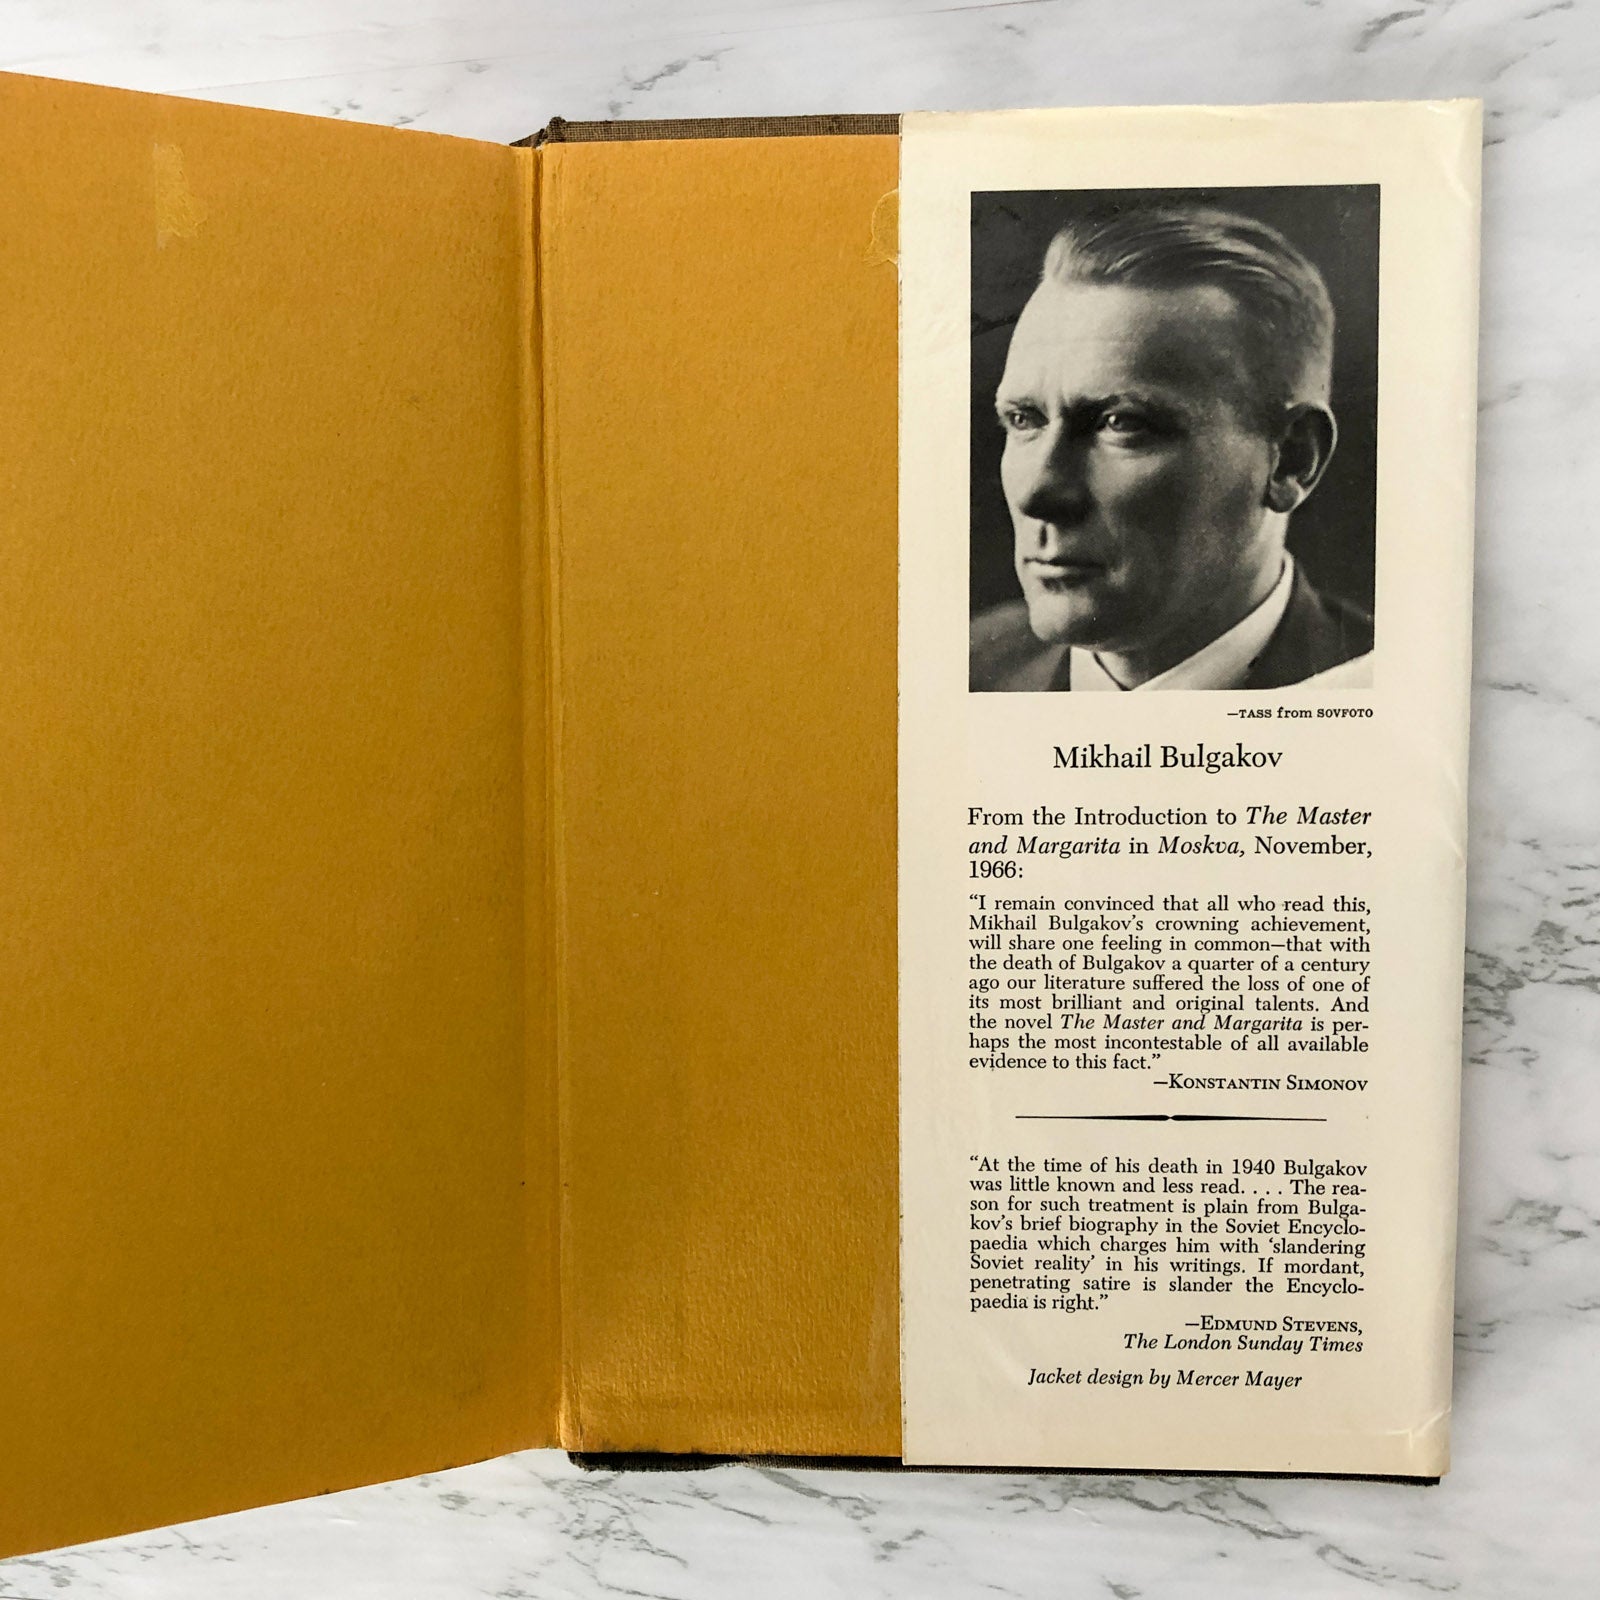 —TASS from SOVFOTO
Mikhail Bulgakov
From the Introduction to The Master
and Margarita in Moskva, November,
1966:
“I remain convinced that all who read this,
Mikhail Bulgakov’s crowning achievement,
will share one feeling in common—that with
the death of Bulgakov a quarter of a century
ago our literature suffered the loss of one of
its most brilliant and original talents. And
the novel The Master and Margarita is per-
haps the most incontestable of all available
evidence to this fact.”
—KONSTANTIN SIMONOV
“At the time of his death in 1940 Bulgakov
was little known and less read. . . . The rea-
son for such treatment is plain from Bulga-
kov’s brief biography in the Soviet Encyclo-
paedia which charges him with ‘slandering
Soviet reality’ in his writings. If mordant,
penetrating satire is slander the Encyclo-
paedia is right.”
—EDMUND STEVENS,
The London Sunday Times
Jacket design by Mercer Mayer